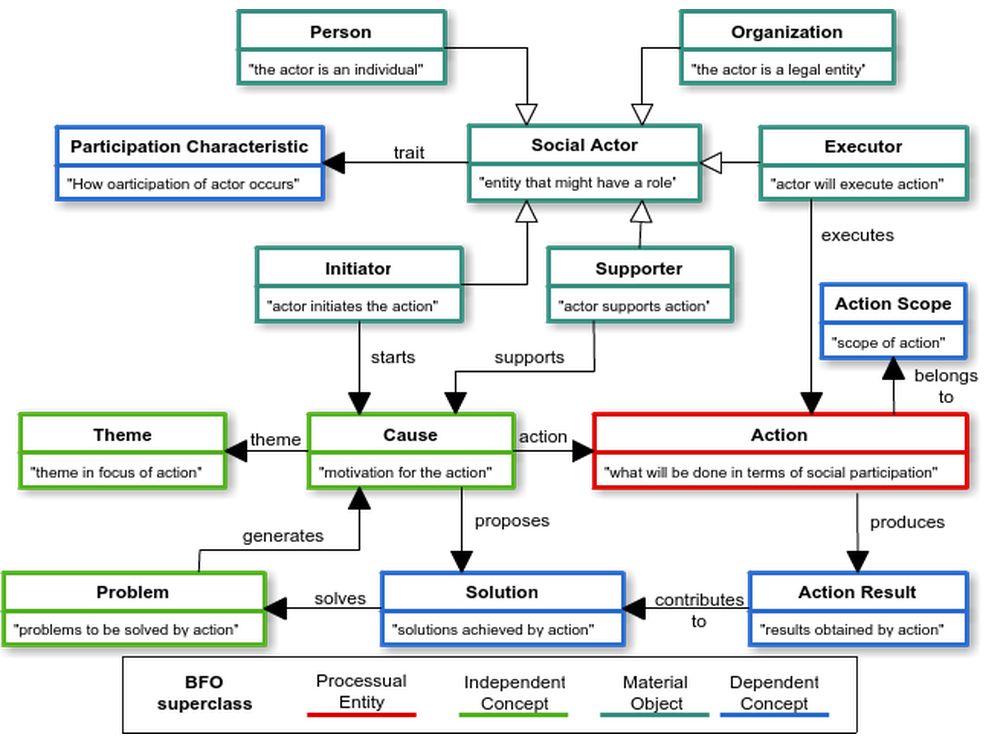 Person
"the actor is an individual"
Organization
"the actor is a legal entity"
Participation Characteristic
"How oarticipation of actor occurs"
trait
Social Actor
"entity that might have a role"
Executor
"actor will execute action"
executes
Initiator
"actor initiates the action"
Supporter
"actor supports action"
Action Scope
"scope of action"
starts
supports
belongs
to
Theme
"theme in focus of action"
theme
Cause
"motivation for the action"
action
Action
"what will be done in terms of social participation"
generates
proposes
produces
Problem
"problems to be solved by action"
solves
Solution
"solutions achieved by action"
contributes
to
Action Result
"results obtained by action"
BFO
superclass
Processual
Entity
Independent
Concept
Material
Object
Dependent
Concept